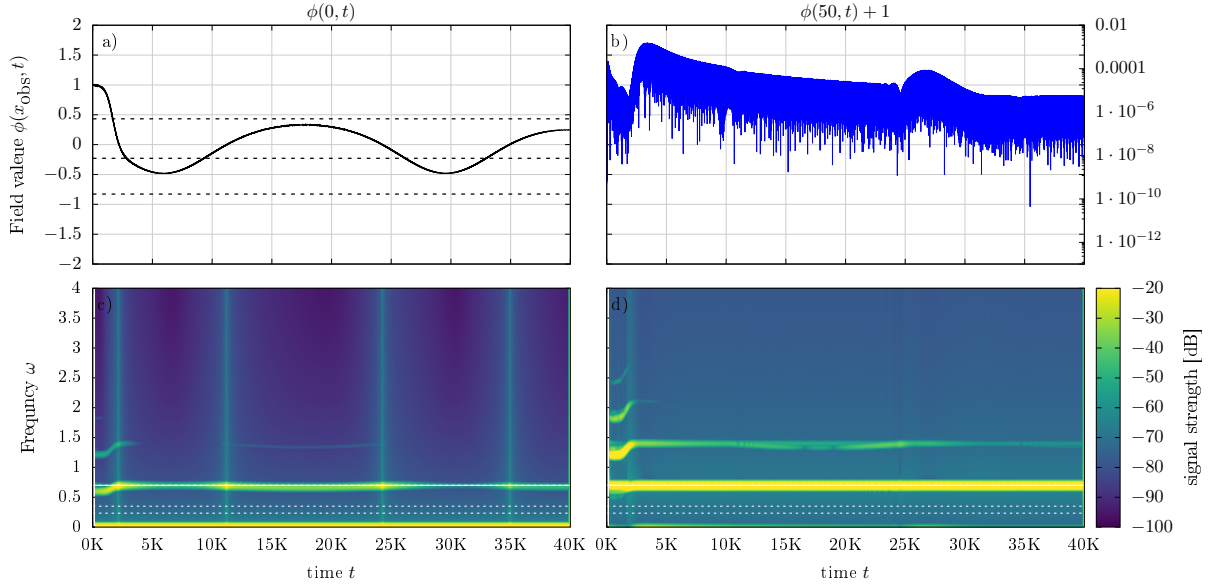 ϕ(0, t)
ϕ(50, t) + 1
a)
b)
Field valeue ϕ(x_obs, t)
2
1.5
1
0.5
0
−0.5
−1
−1.5
−2
0.01
0.0001
1 · 10^−6
1 · 10^−8
1 · 10^−10
1 · 10^−12
c)
d)
Frequncy ω
4
3.5
3
2.5
2
1.5
1
0.5
0
0K 5K 10K 15K 20K 25K 30K 35K 40K
time t
0K 5K 10K 15K 20K 25K 30K 35K 40K
time t
−20
−30
−40
−50
−60
−70
−80
−90
−100
signal strength [dB]